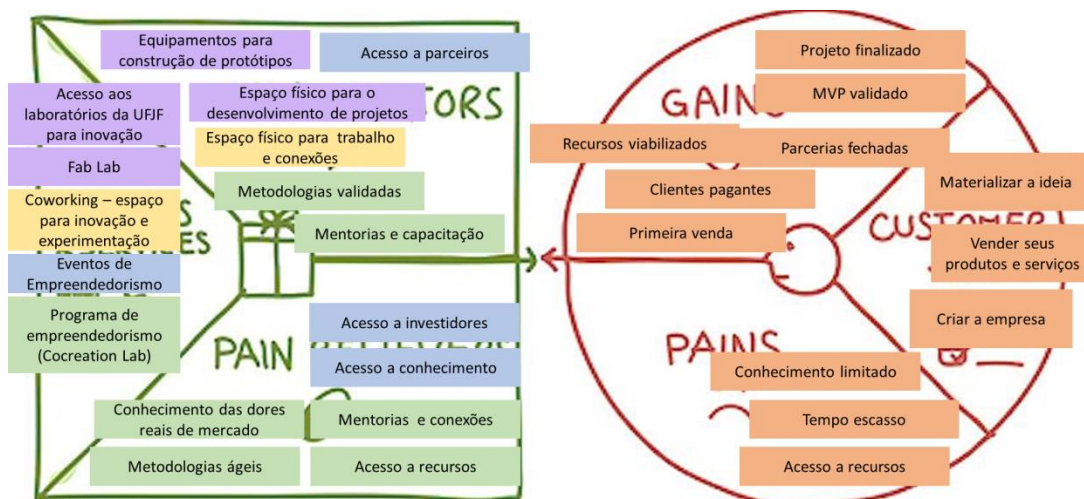 Equipamentos para
construção de protótipos
Acesso a parceiros
Acesso aos
laboratórios da UFJF
para inovação
Espaço físico para o
desenvolvimento de projetos
TORS
Espaço físico para trabalho
e conexões
Fab Lab
Metodologias validadas
Coworking – espaço
para inovação e
experimentação
S
Mentorias e capacitação
Eventos de
Empreendedorismo
Programa de
empreendedorismo
(Cocreation Lab)
Acesso a investidores
PAIN
Acesso a conhecimento
Conhecimento das dores
reais de mercado
Mentorias e conexões
Metodologias ágeis
Acesso a recursos
Projeto finalizado
GAINS
MVP validado
Recursos viabilizados
Parcerias fechadas
Clientes pagantes
Materializar a ideia
Primeira venda
CUSTOMER
Vender seus
produtos e serviços
Criar a empresa
PAINS
Conhecimento limitado
Tempo escasso
Acesso a recursos